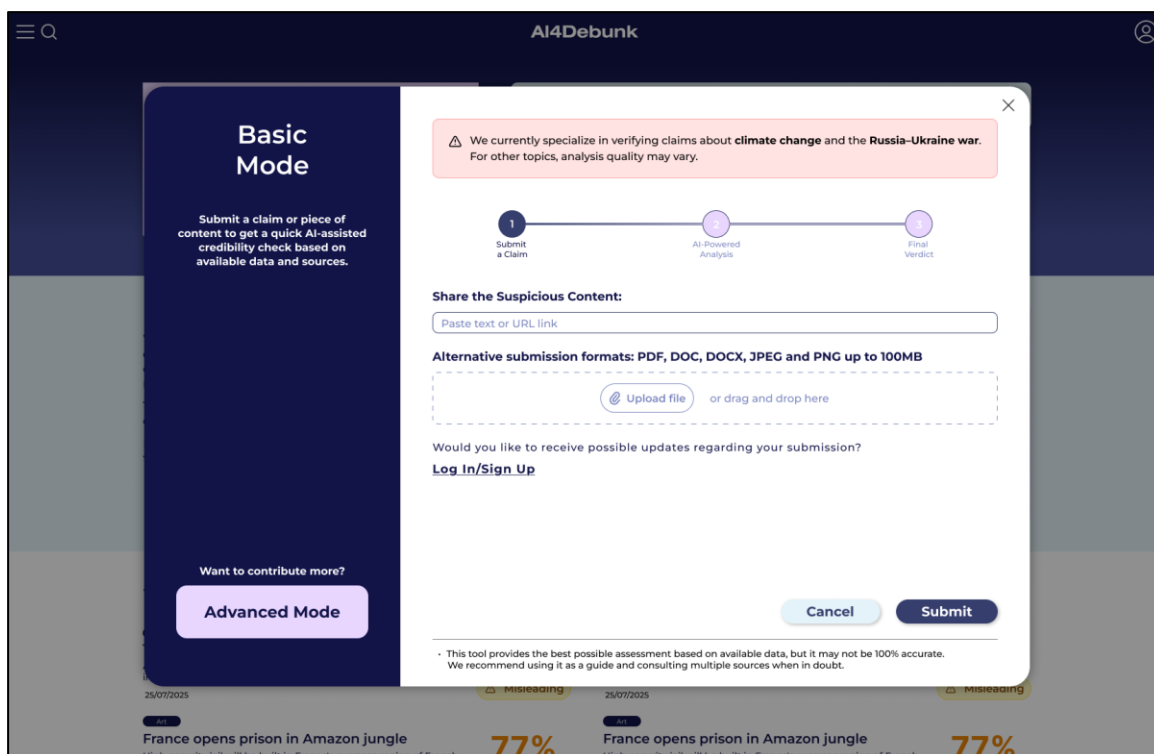 AI4Debunk
Basic
Mode
Submit a claim or piece of
content to get a quick AI-assisted
credibility check based on
available data and sources.
Want to contribute more?
Advanced Mode
We currently specialize in verifying claims about climate change and the Russia–Ukraine war.
For other topics, analysis quality may vary.
1
2
3
Submit
a Claim
AI-Powered
Analysis
Final
Verdict
Share the Suspicious Content:
Paste text or URL link
Alternative submission formats: PDF, DOC, DOCX, JPEG and PNG up to 100MB
Upload file
or drag and drop here
Would you like to receive possible updates regarding your submission?
Log In/Sign Up
Cancel
Submit
• This tool provides the best possible assessment based on available data, but it may not be 100% accurate.
We recommend using it as a guide and consulting multiple sources when in doubt.
25/07/2025
Misleading
25/07/2025
Misleading
Art
France opens prison in Amazon jungle
77%
Art
France opens prison in Amazon jungle
77%